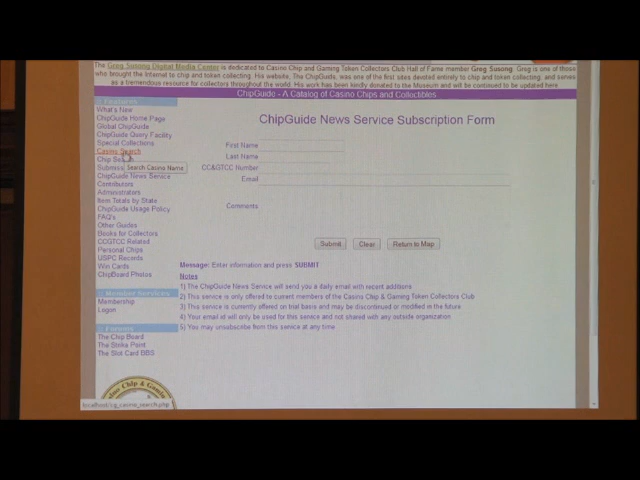 The Greg Susong Digital Media Center is dedicated to Casino Chip and Gaming Token Collectors Club Hall of Fame member Greg Susong. Greg is one of those
who brought the Internet to chip and token collecting. His website, The ChipGuide, was one of the first sites devoted entirely to chip and token collecting, and serves
as a tremendous resource for collectors throughout the world. His work has been kindly donated to the Museum and will be continued to be updated here.
ChipGuide - A Catalog of Casino Chips and Collectibles
Features
What's New
ChipGuide Home Page
Global ChipGuide
ChipGuide Query Facility
Special Collections
Casino Search
Chip
Search Casino Name
ChipGuide News Service
Contributors
Administrators
Item Totals by State
ChipGuide Usage Policy
FAQ's
Other Guides
Books for Collectors
CCGTCC Related
Personal Chips
USPC Records
Win Cards
ChipBoard Photos
Member Services
Membership
Logon
Forums
The Chip Board
The Strike Point
The Slot Card BBS
ChipGuide News Service Subscription Form
First Name
Last Name
CC&GTCC Number
Email
Comments
Submit Clear Return to Map
Message: Enter information and press SUBMIT
Notes
1) The ChipGuide News Service will send you a daily email with recent additions
2) This service is only offered to current members of the Casino Chip & Gaming Token Collectors Club
3) This service is currently offered on trial basis and may be discontinued or modified in the future
4) Your email id will only be used for this service and not shared with any outside organization
5) You may unsubscribe from this service at any time
Chip & Gaming
localhost/cg_casino_search.php